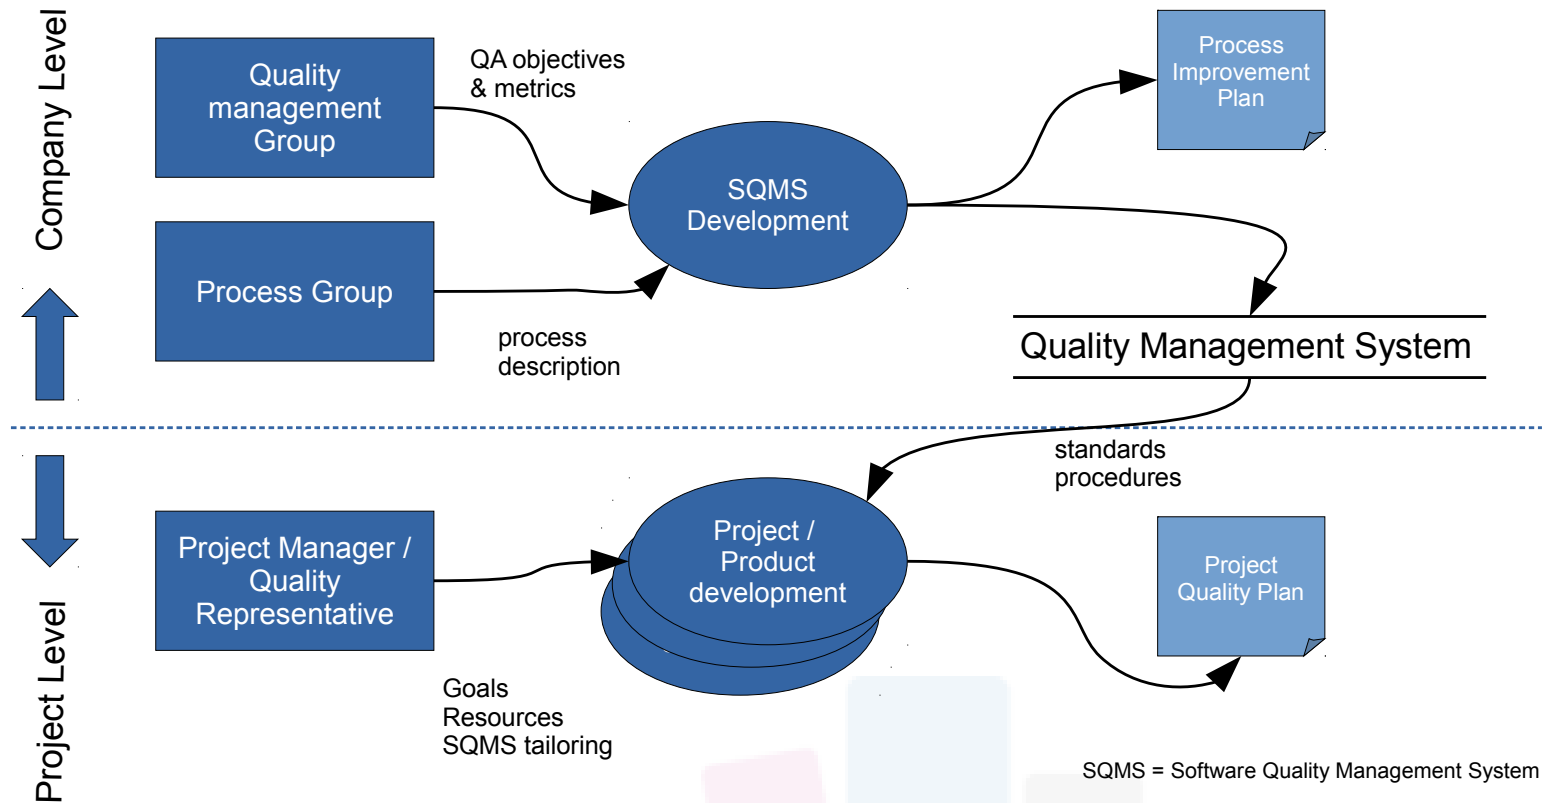 Company Level
Quality
management
Group
QA objectives
& metrics
Process
Improvement
Plan
SQMS
Development
Process Group
process
description
Quality Management System
standards
procedures
Project Level
Project Manager /
Quality
Representative
Project /
Product
development
Project
Quality Plan
Goals
Resources
SQMS tailoring
SQMS = Software Quality Management System